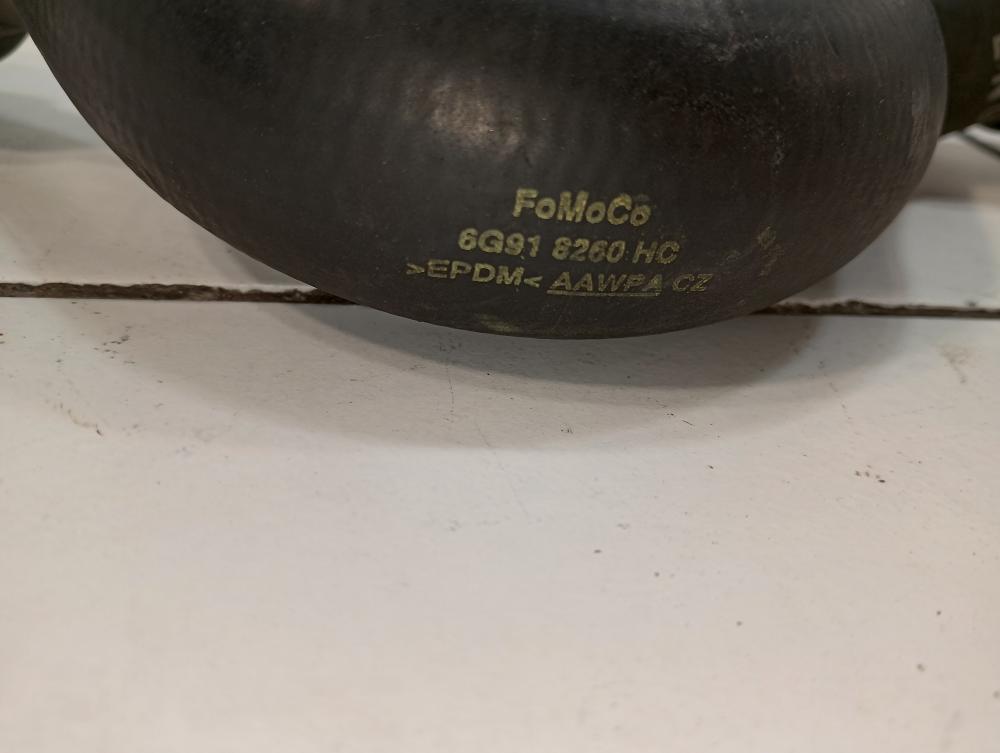 FoMoCo
6G91 8260 HC
>EPDM< AAWPA CZ